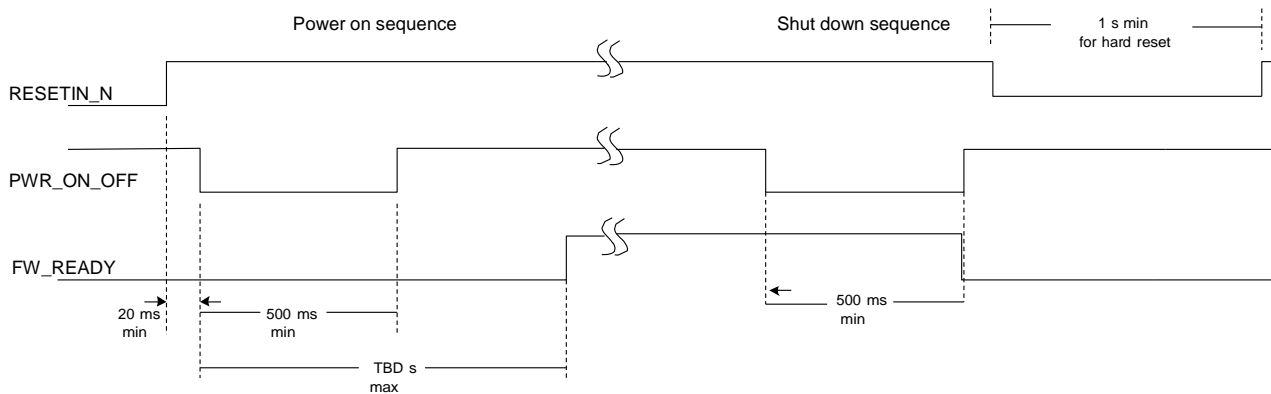 Power on sequence
Shut down sequence
1 s min
for hard reset
RESETIN_N
PWR_ON_OFF
FW_READY
20 ms
min
500 ms
min
500 ms
min
TBD s
max